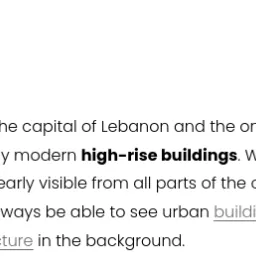 he capital of Lebanon and the on
y modern high-rise buildings. W
early visible from all parts of the
ways be able to see urban buildi
cture in the background.